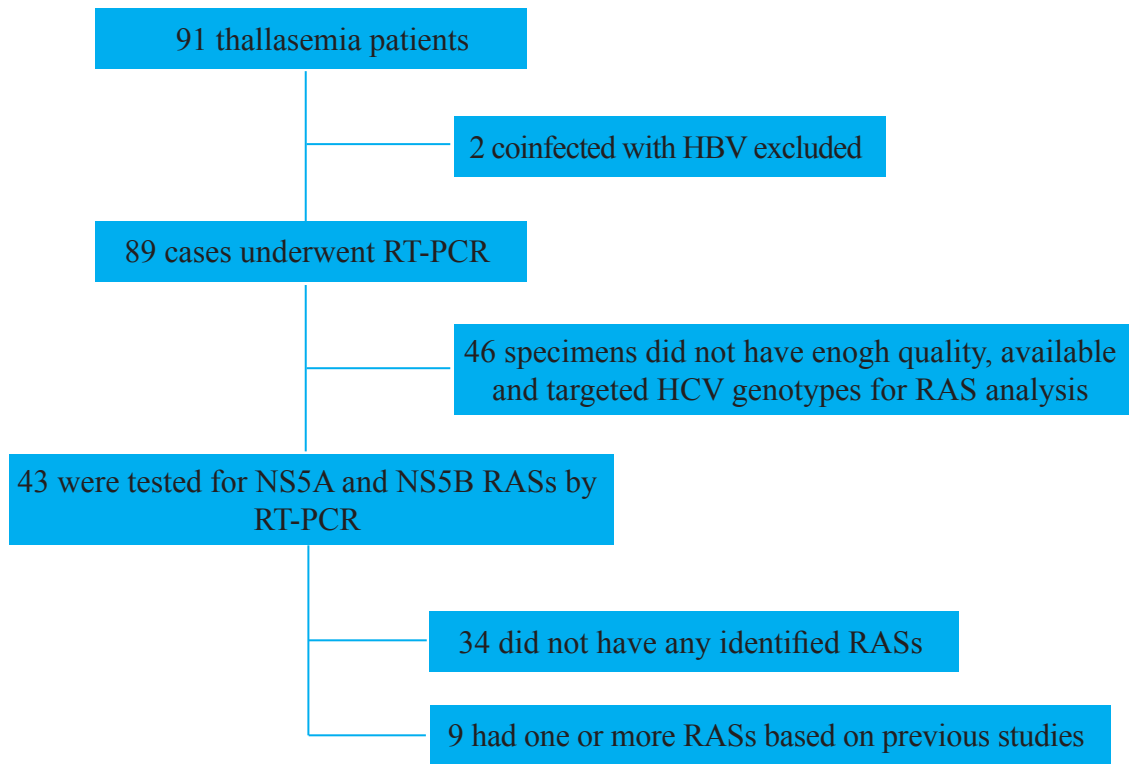 91 thallasemia patients
2 coinfected with HBV excluded
89 cases underwent RT-PCR
46 specimens did not have enogh quality, available
and targeted HCV genotypes for RAS analysis
43 were tested for NS5A and NS5B RASs by
RT-PCR
34 did not have any identified RASs
9 had one or more RASs based on previous studies